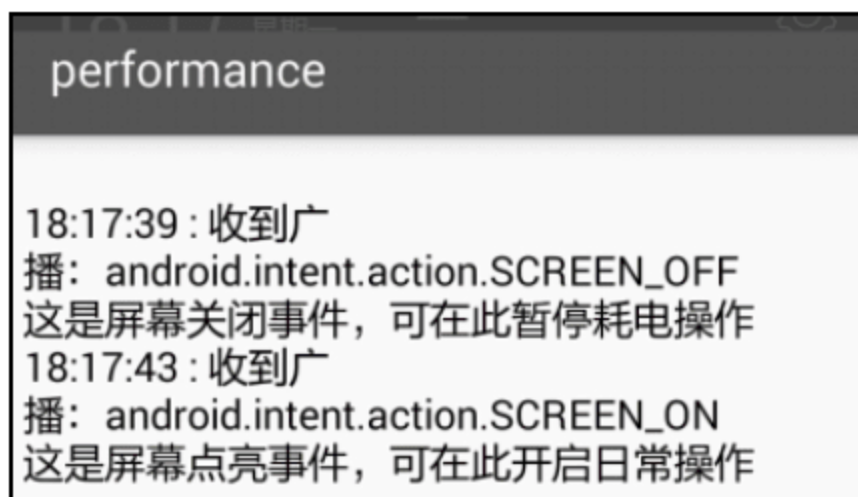 performance
18:17:39 : 收到广
播：android.intent.action.SCREEN_OFF
这是屏幕关闭事件，可在此暂停耗电操作
18:17:43 : 收到广
播：android.intent.action.SCREEN_ON
这是屏幕点亮事件，可在此开启日常操作